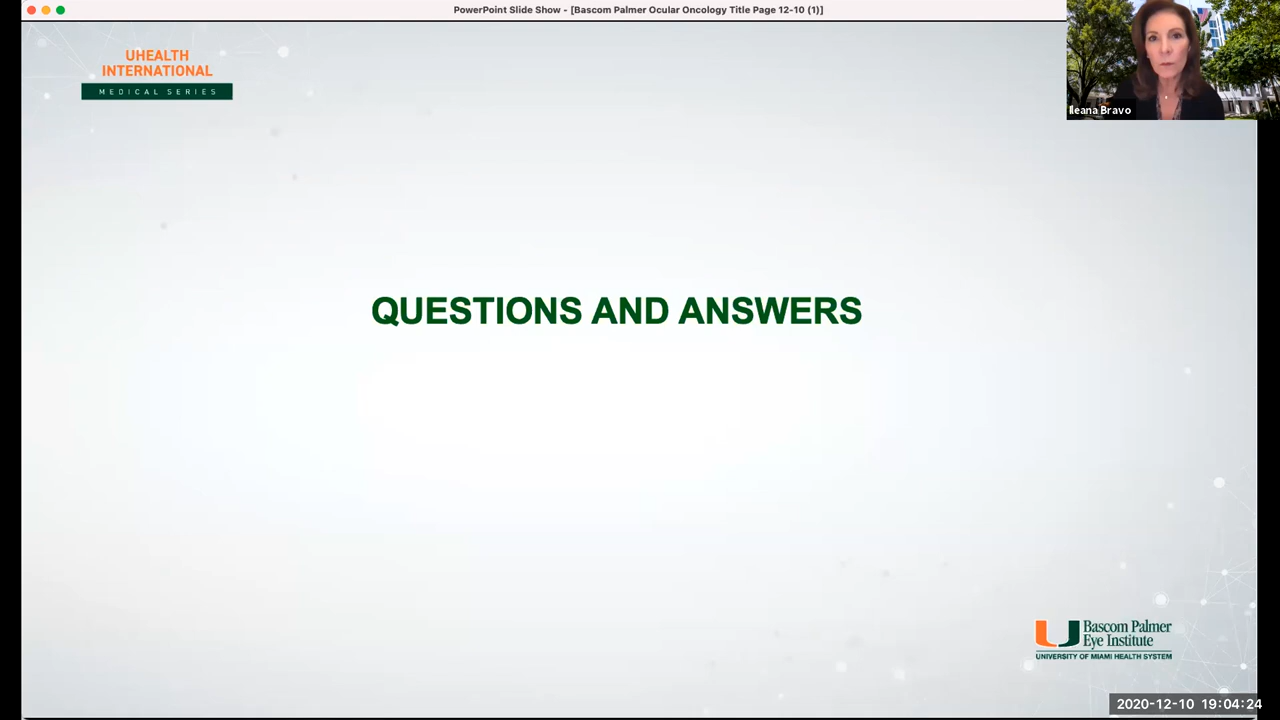 PowerPoint Slide Show - [Bascom Palmer Ocular Oncology Title Page 12-10 (1)]
UHEALTH
INTERNATIONAL
MEDICAL SERIES
Ileana Bravo
QUESTIONS AND ANSWERS
Bascom Palmer
Eye Institute
UNIVERSITY OF MIAMI HEALTH SYSTEM
2020-12-10 19:04:24